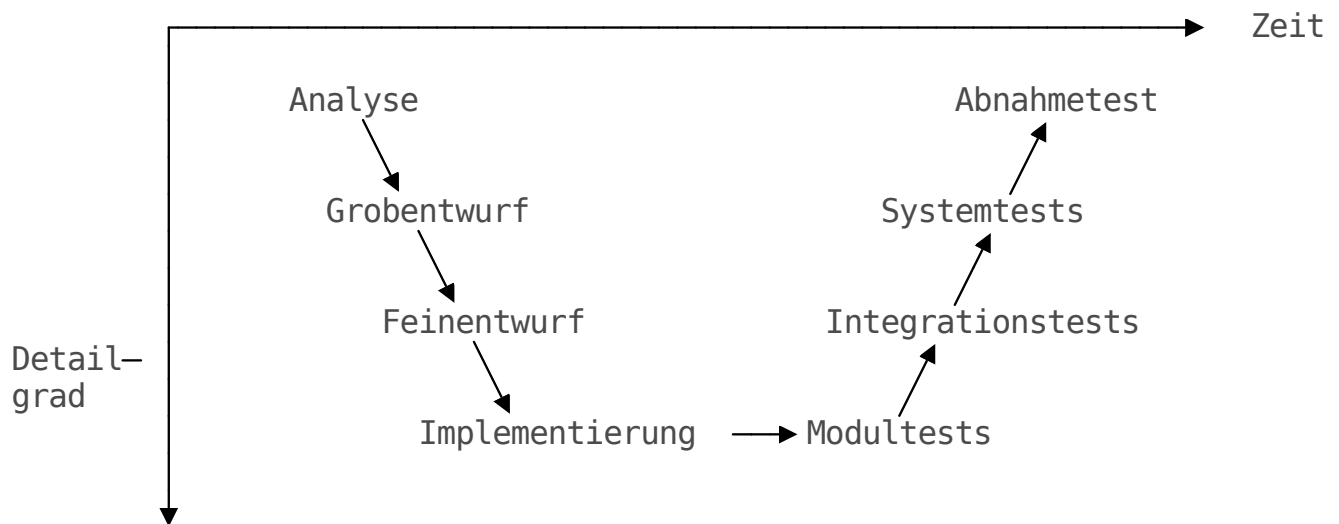 Zeit
Analyse Abnahmetest
Grobentwurf Systemtests
Feinentwurf Integrationstests
Detail–
grad
Implementierung Modultests